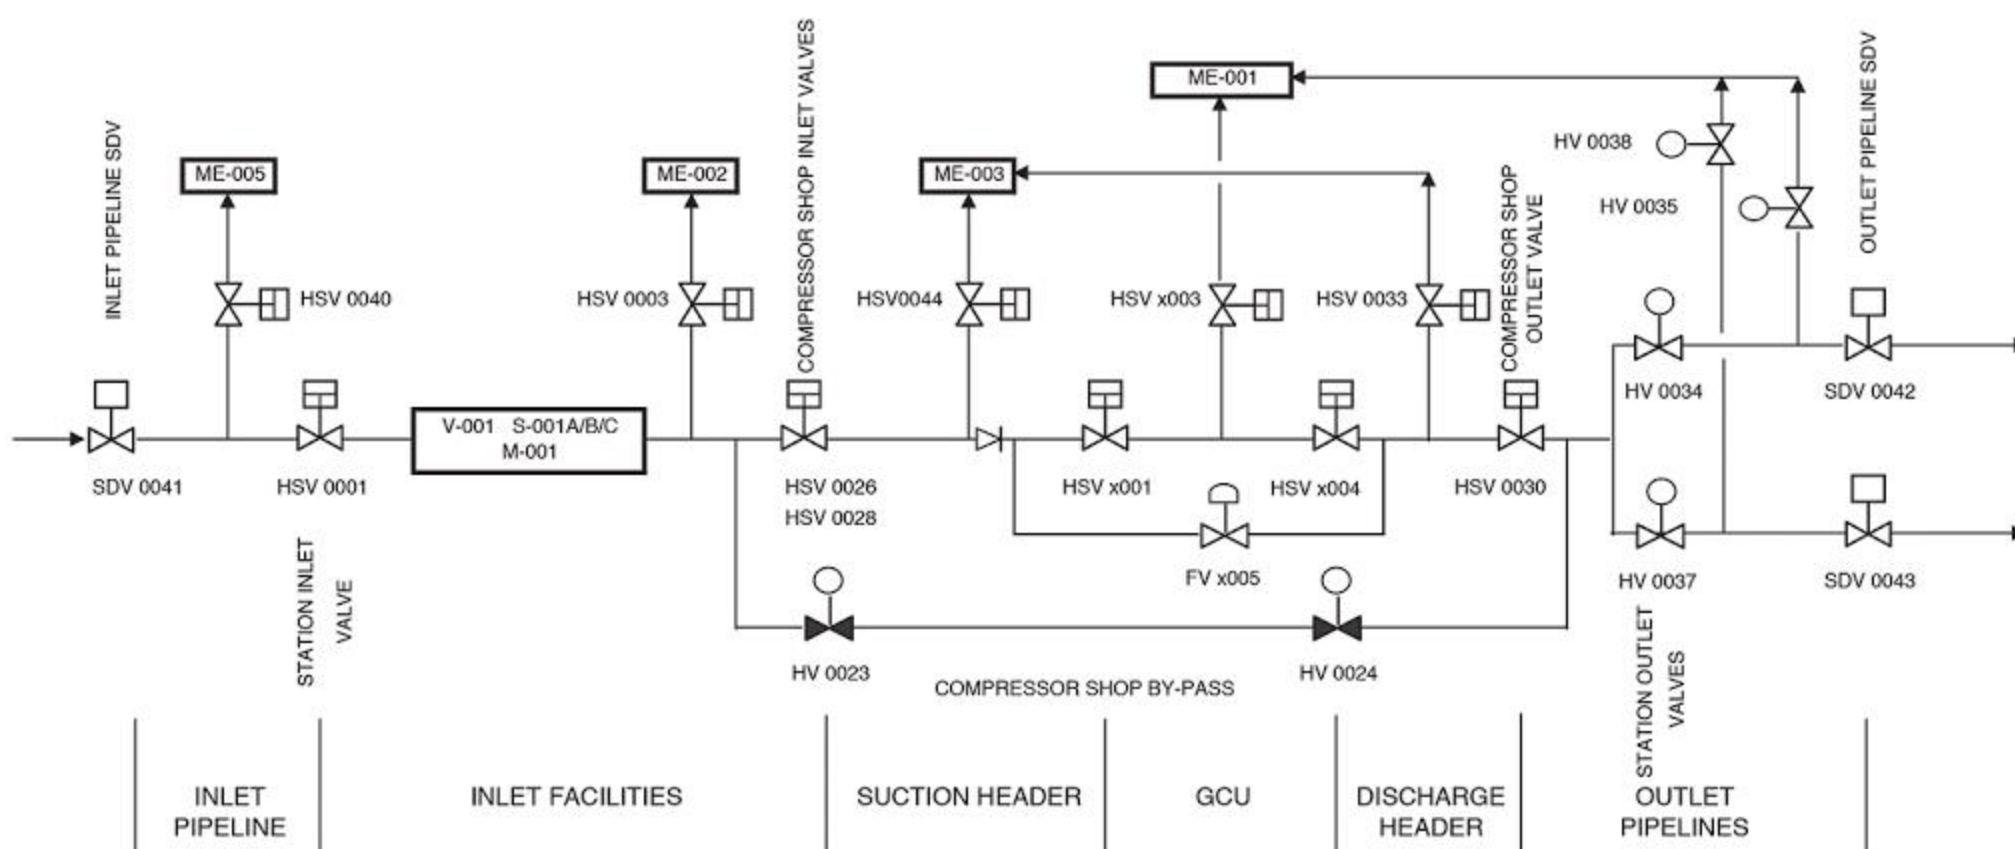 ME-001
ME-005
ME-002
ME-003
INLET PIPELINE SDV
COMPRESSOR SHOP INLET VALVES
COMPRESSOR SHOP
OUTLET VALVE
OUTLET PIPELINE SDV
HV 0038
HV 0035
HSV 0040
HSV 0003
HSV0044
HSV x003
HSV 0033
HV 0034
SDV 0042
V-001 S-001A/B/C
M-001
SDV 0041
HSV 0001
HSV 0026
HSV 0028
HSV x001
HSV x004
HSV 0030
FV x005
HV 0037
SDV 0043
STATION INLET
VALVE
HV 0023
HV 0024
COMPRESSOR SHOP BY-PASS
STATION OUTLET
VALVES
INLET
PIPELINE
INLET FACILITIES
SUCTION HEADER
GCU
DISCHARGE
HEADER
OUTLET
PIPELINES